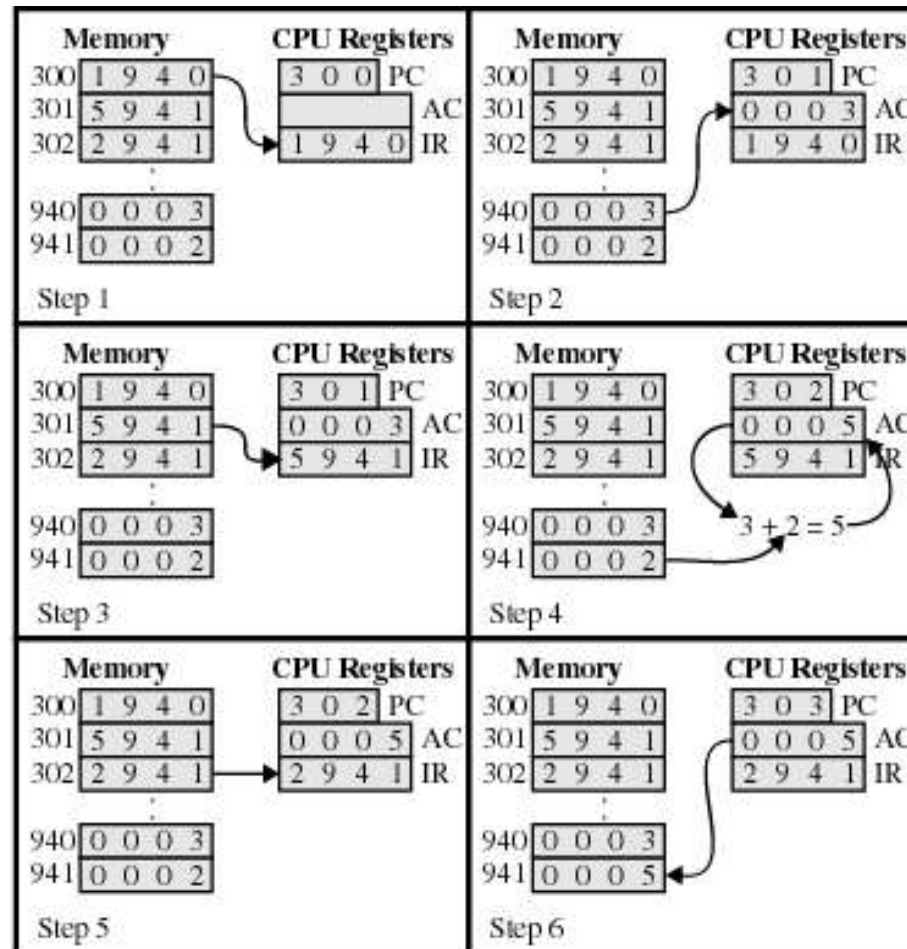 Memory CPU Registers
300 1 9 4 0 3 0 0 PC
301 5 9 4 1 AC
302 2 9 4 1 1 9 4 0 IR
940 0 0 0 3
941 0 0 0 2
Step 1
Memory CPU Registers
300 1 9 4 0 3 0 1 PC
301 5 9 4 1 0 0 0 3 AC
302 2 9 4 1 1 9 4 0 IR
940 0 0 0 3
941 0 0 0 2
Step 2
Memory CPU Registers
300 1 9 4 0 3 0 1 PC
301 5 9 4 1 0 0 0 3 AC
302 2 9 4 1 5 9 4 1 IR
940 0 0 0 3
941 0 0 0 2
Step 3
Memory CPU Registers
300 1 9 4 0 3 0 2 PC
301 5 9 4 1 0 0 0 5 AC
302 2 9 4 1 5 9 4 1 IR
940 0 0 0 3 3 + 2 = 5
941 0 0 0 2
Step 4
Memory CPU Registers
300 1 9 4 0 3 0 2 PC
301 5 9 4 1 0 0 0 5 AC
302 2 9 4 1 2 9 4 1 IR
940 0 0 0 3
941 0 0 0 2
Step 5
Memory CPU Registers
300 1 9 4 0 3 0 3 PC
301 5 9 4 1 0 0 0 5 AC
302 2 9 4 1 2 9 4 1 IR
940 0 0 0 3
941 0 0 0 5
Step 6